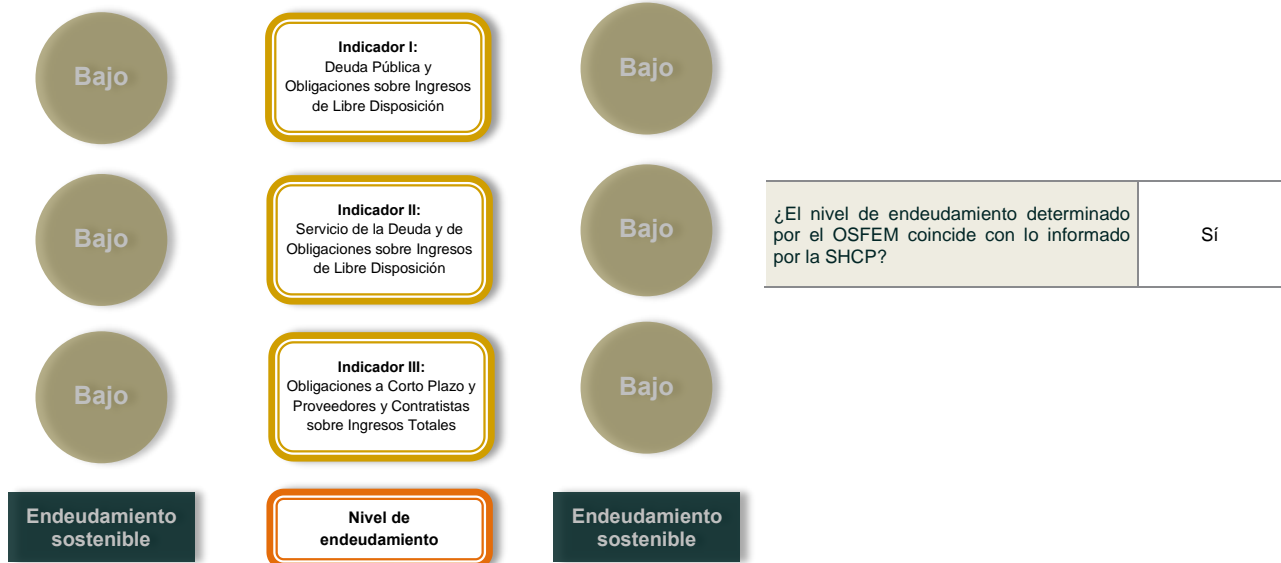 Bajo
Indicador I:
Deuda Pública y
Obligaciones sobre Ingresos
de Libre Disposición
Bajo
Bajo
Indicador II:
Servicio de la Deuda y de
Obligaciones sobre Ingresos
de Libre Disposición
Bajo
¿El nivel de endeudamiento determinado
por el OSFEM coincide con lo informado
por la SHCP?
Sí
Bajo
Indicador III:
Obligaciones a Corto Plazo y
Proveedores y Contratistas
sobre Ingresos Totales
Bajo
Endeudamiento
sostenible
Nivel de
endeudamiento
Endeudamiento
sostenible